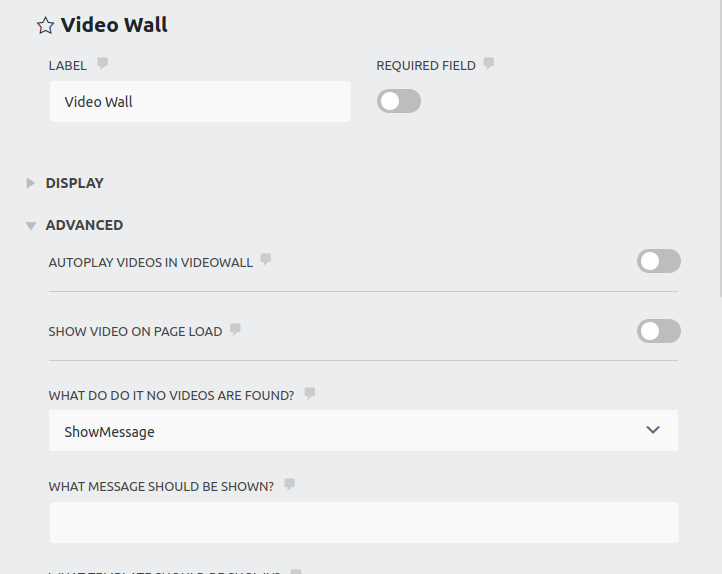 Video Wall
LABEL
REQUIRED FIELD
Video Wall
DISPLAY
ADVANCED
AUTOPLAY VIDEOS IN VIDEOWALL
SHOW VIDEO ON PAGE LOAD
WHAT DO DO IT NO VIDEOS ARE FOUND?
ShowMessage
WHAT MESSAGE SHOULD BE SHOWN?